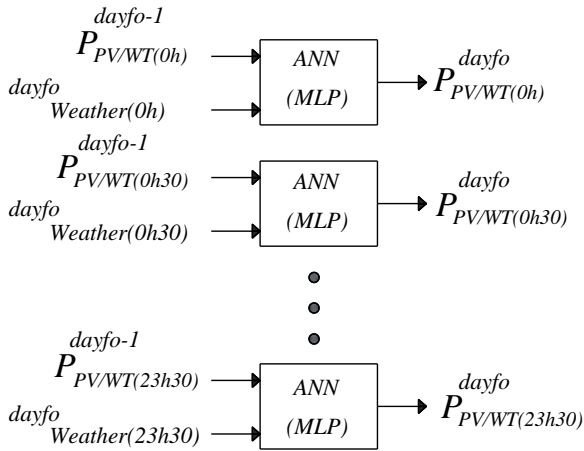 dayfo-1
P PV/WT(0h)
dayfo
Weather(0h)
ANN
(MLP)
dayfo
P PV/WT(0h)
dayfo-1
P PV/WT(0h30)
dayfo
Weather(0h30)
ANN
(MLP)
dayfo
P PV/WT(0h30)
dayfo-1
P PV/WT(23h30)
dayfo
Weather(23h30)
ANN
(MLP)
dayfo
P PV/WT(23h30)